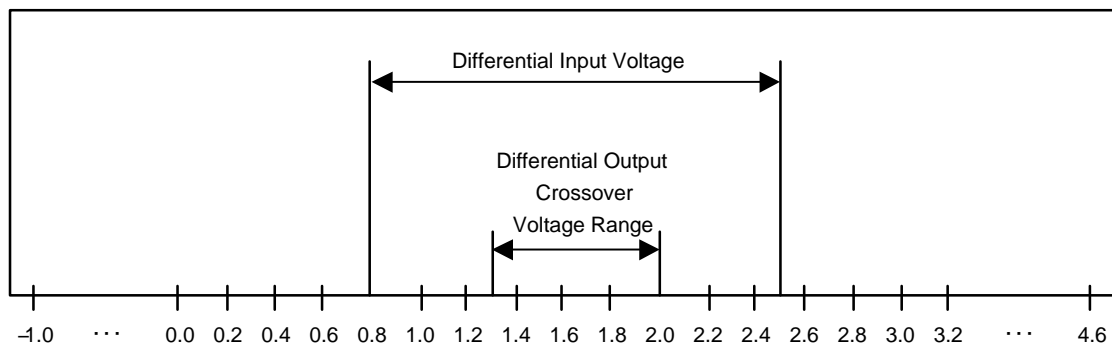 Differential Input Voltage
Differential Output
Crossover
Voltage Range
–1.0 ··· 0.0 0.2 0.4 0.6 0.8 1.0 1.2 1.4 1.6 1.8 2.0 2.2 2.4 2.6 2.8 3.0 3.2 ··· 4.6